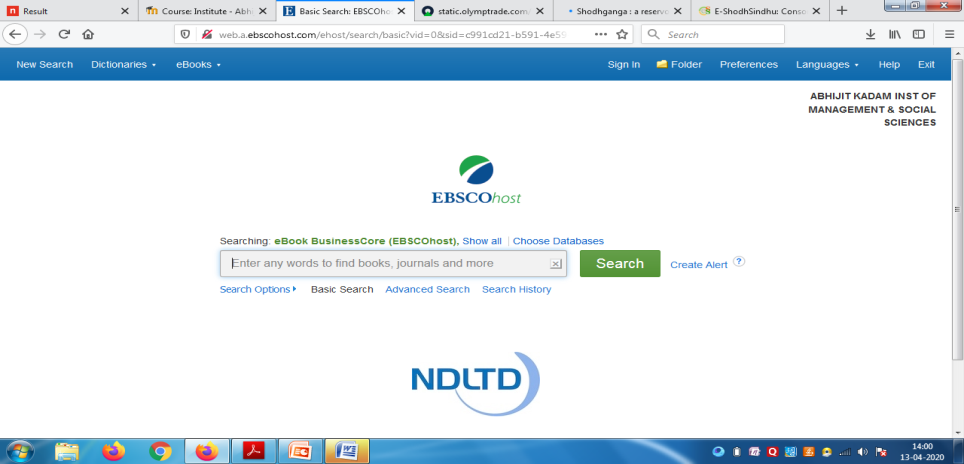 Result
Course: Institute - Abhi
Basic Search: EBSCOho
static.olymptrade.com/
Shodhganga : a reserv
E-ShodhSindhu: Conso
web.a.ebscohost.com/ehost/search/basic?vid=0&sid=c991cd21-b591-4e59
Search
New Search Dictionaries eBooks Sign In Folder Preferences Languages Help Exit
ABHIJIT KADAM INST OF
MANAGEMENT & SOCIAL
SCIENCES
EBSCOhost
Searching: eBook BusinessCore (EBSCOhost), Show all | Choose Databases
Enter any words to find books, journals and more
Search
Create Alert ?
Search Options Basic Search Advanced Search Search History
NDLTD
14:00
13-04-2020